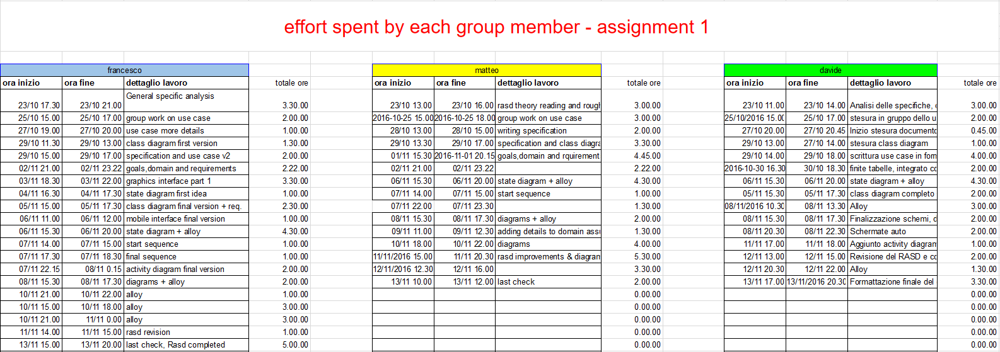 effort spent by each group member - assignment 1
francesco matteo davide
ora inizio ora fine dettaglio lavoro totale ore ora inizio ora fine dettaglio lavoro totale ore ora inizio ora fine dettaglio lavoro totale ore
23/10 17.30 23/10 21.00 General specific analysis 3.30.00 23/10 13.00 23/10 16.00 rasd theory reading and rough 3.00.00 23/10 11.00 23/10 14.00 Analisi delle specifiche, 3.00.00
25/10 15.00 25/10 17.00 group work on use case 2.00.00 2016-10-25 15.00 2016-10-25 18.00 group work on use case 3.00.00 25/10/2016 15.00 25/10 17.00 stesura in gruppo dello u 2.00.00
27/10 19.00 27/10 20.00 use case more details 1.00.00 28/10 13.00 28/10 15.00 writing specification 2.00.00 27/10 20.00 27/10 20.45 Inizio stesura documento 0.45.00
29/10 11.30 29/10 13.00 class diagram first version 1.30.00 29/10 13.30 29/10 17.00 specification and class diagra 3.30.00 29/10 13.00 27/10 14.00 stesura class diagram 1.00.00
29/10 15.00 29/10 17.00 specification and use case v2 2.00.00 01/11 15.30 2016-11-01 20.15 goals,domain and rquirement 4.45.00 29/10 14.00 29/10 18.00 scrittura use case in form 4.00.00
02/11 21.00 02/11 23.22 goals,domain and requirements 2.22.00 02/11 21.00 02/11 23.22 2.22.00 2016-10-30 16.30 30/10 18.30 finite tabelle, integrato co 2.00.00
03/11 18.30 03/11 22.00 graphics interface part 1 3.30.00 06/11 15.30 06/11 20.00 state diagram + alloy 4.30.00 06/11 15.30 06/11 20.00 state diagram + alloy 4.30.00
04/11 16.30 04/11 17.30 state diagram first idea 1.00.00 07/11 14.00 07/11 15.00 start sequence 1.00.00 05/11 15.30 05/11 17.30 class diagram completo 2.00.00
05/11 15.00 05/11 17.30 class diagram final version + req. 2.30.00 07/11 22.00 07/11 23.30 1.30.00 08/11/2016 10.30 08/11 13.30 Alloy 3.00.00
06/11 11.00 06/11 12.00 mobile interface final version 1.00.00 08/11 15.30 08/11 17.30 diagrams + alloy 2.00.00 08/11 15.30 08/11 17.30 Finalizzazione schemi, d 2.00.00
06/11 15.30 06/11 20.00 state diagram + alloy 4.30.00 09/11 11.00 09/11 12.30 adding details to domain assu 1.30.00 08/11 20.30 08/11 22.30 Schermate auto 2.00.00
07/11 14.00 07/11 15.00 start sequence 1.00.00 10/11 18.00 10/11 22.00 diagrams 4.00.00 11/11 17.00 11/11 18.00 Aggiunto activity diagram 1.00.00
07/11 17.30 07/11 18.30 final sequence 1.00.00 11/11/2016 15.00 11/11 20.30 rasd improvements & diagram 5.30.00 12/11 13.00 12/11 15.00 Revisione del RASD e co 2.00.00
07/11 22.15 08/11 0.15 activity diagram final version 2.00.00 12/11/2016 12.30 12/11 16.00 3.30.00 12/11 20.30 12/11 22.00 Alloy 1.30.00
08/11 15.30 08/11 17.30 diagrams + alloy 2.00.00 13/11 10.00 13/11 12.00 last check 2.00.00 13/11 17.00 13/11/2016 20.30 Formattazione finale del 3.30.00
10/11 21.00 10/11 22.00 alloy 1.00.00 0.00.00 0.00.00
10/11 15.00 10/11 18.00 alloy 3.00.00 0.00.00 0.00.00
10/11 21.00 11/11 0.00 alloy 3.00.00 0.00.00 0.00.00
11/11 14.00 11/11 15.00 rasd revision 1.00.00 0.00.00 0.00.00
13/11 15.00 13/11 20.00 last check, Rasd completed 5.00.00 0.00.00 0.00.00